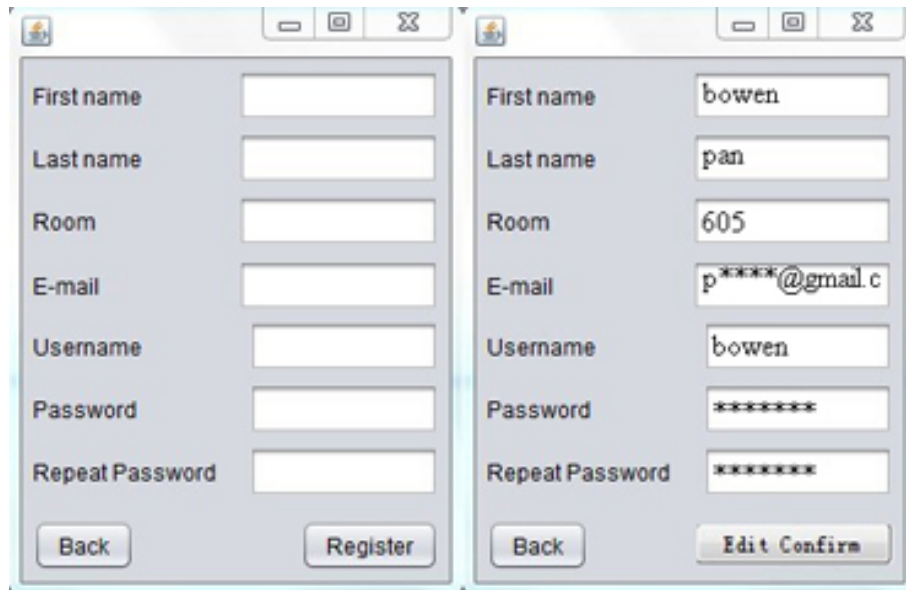 First name
Last name
Room
E-mail
Username
Password
Repeat Password
Back Register
First name bowen
Last name pan
Room 605
E-mail p****@gmail.c
Username bowen
Password *******
Repeat Password *******
Back Edit Confirm